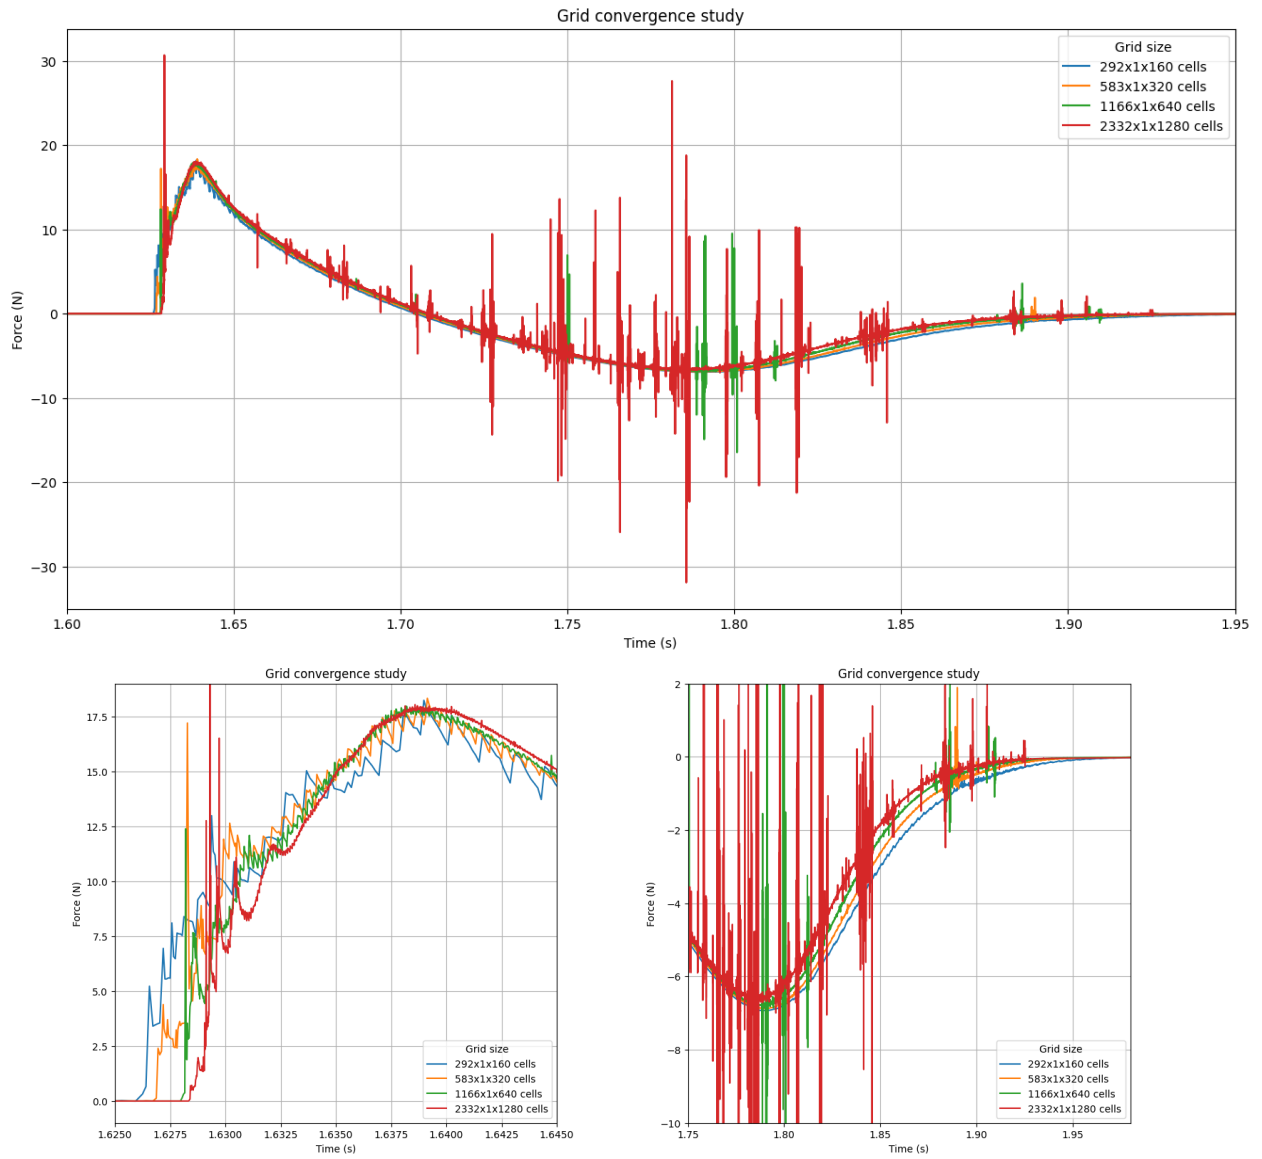 Grid convergence study
Grid size
292x1x160 cells
583x1x320 cells
1166x1x640 cells
2332x1x1280 cells
30
20
10
0
−10
−20
−30
Force (N)
1.60 1.65 1.70 1.75 1.80 1.85 1.90 1.95
Time (s)
Grid convergence study
17.5
15.0
12.5
10.0
7.5
5.0
2.5
0.0
Force (N)
Grid size
292x1x160 cells
583x1x320 cells
1166x1x640 cells
2332x1x1280 cells
1.6250 1.6275 1.6300 1.6325 1.6350 1.6375 1.6400 1.6425 1.6450
Time (s)
Grid convergence study
2
0
−2
−4
−6
−8
−10
Force (N)
Grid size
292x1x160 cells
583x1x320 cells
1166x1x640 cells
2332x1x1280 cells
1.75 1.80 1.85 1.90 1.95
Time (s)